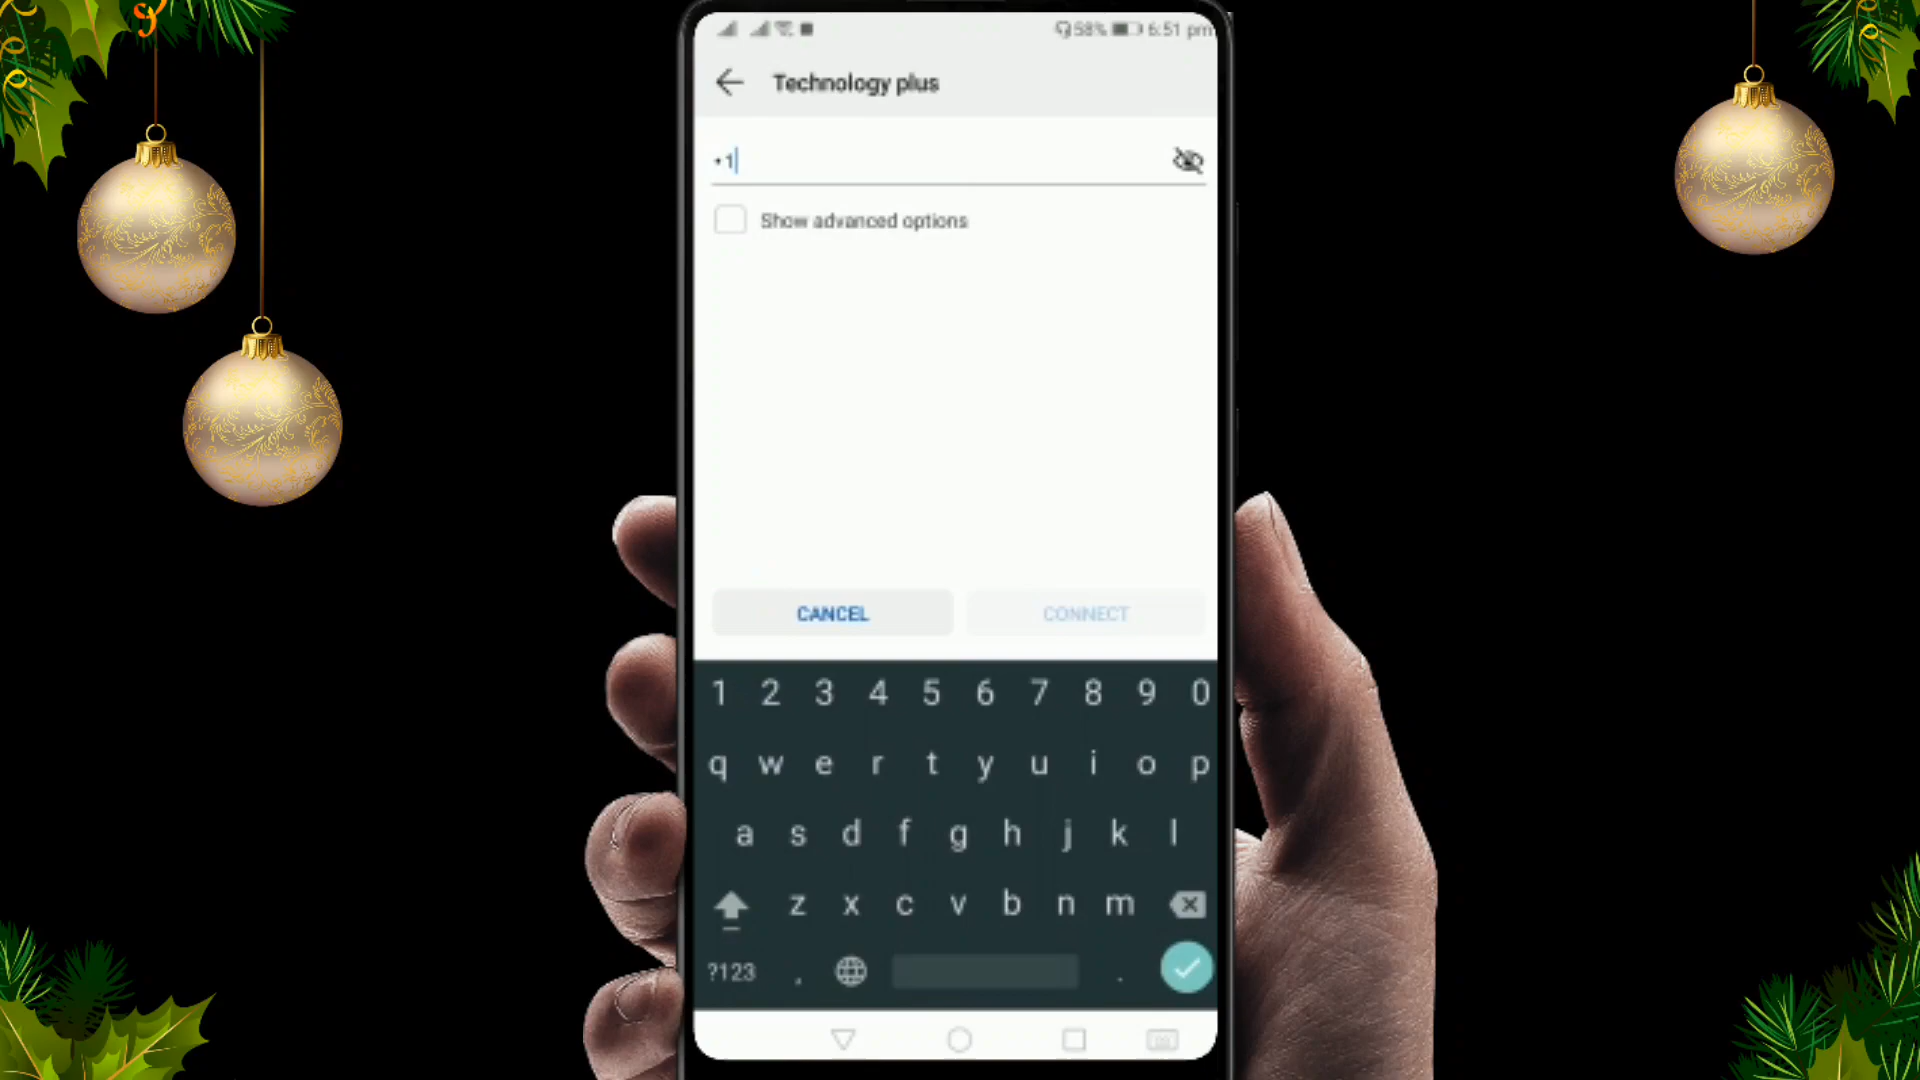 58% 6:51 pm
Technology plus
•1
Show advanced options
CANCEL CONNECT
1 2 3 4 5 6 7 8 9 0
q w e r t y u i o p
a s d f g h j k l
z x c v b n m
?123 , .